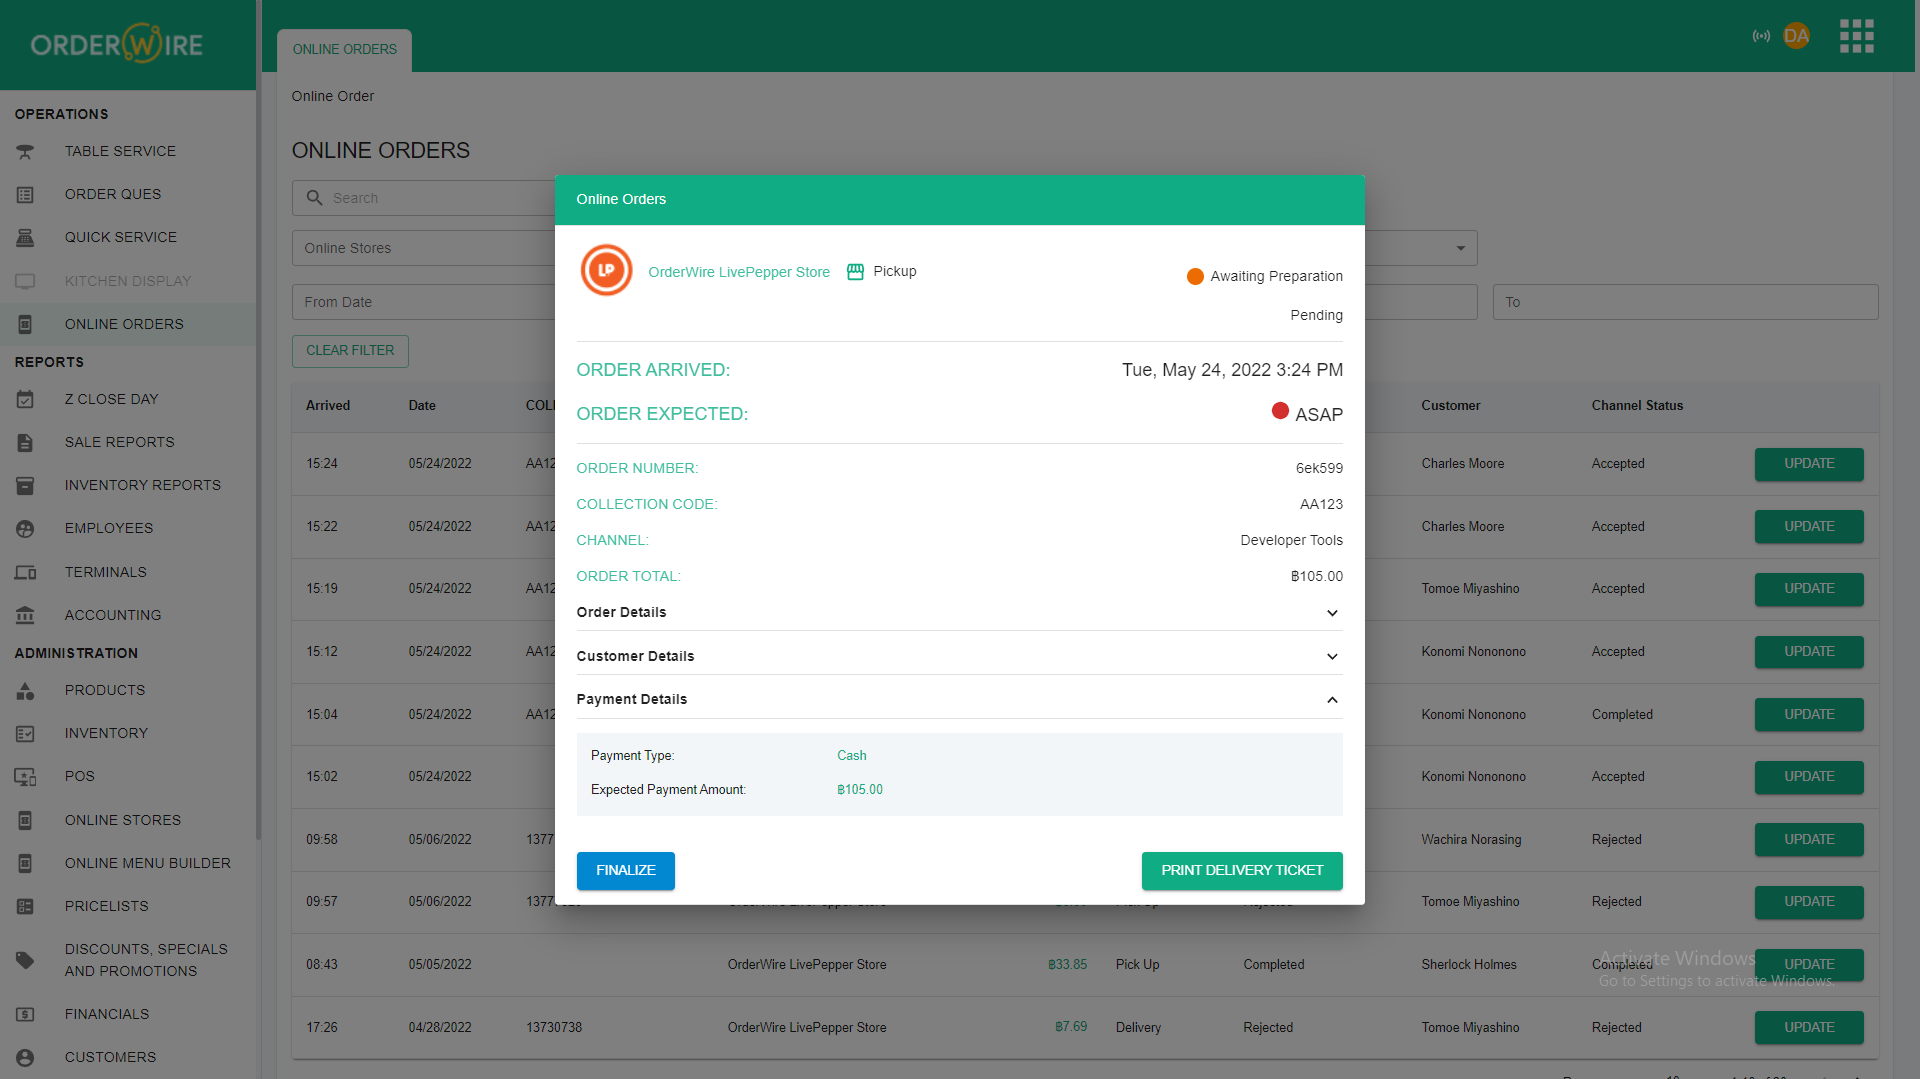 ORDERWIRE
ONLINE ORDERS
DA
Online Order
OPERATIONS
TABLE SERVICE
ORDER QUES
QUICK SERVICE
KITCHEN DISPLAY
ONLINE ORDERS
REPORTS
Z CLOSE DAY
SALE REPORTS
INVENTORY REPORTS
EMPLOYEES
TERMINALS
ACCOUNTING
ADMINISTRATION
PRODUCTS
INVENTORY
POS
ONLINE STORES
ONLINE MENU BUILDER
PRICELISTS
DISCOUNTS, SPECIALS
AND PROMOTIONS
FINANCIALS
CUSTOMERS
ONLINE ORDERS
Search
Online Stores
From Date
To
CLEAR FILTER
Arrived Date Customer Channel Status
15:24 05/24/2022 AA12 Charles Moore Accepted UPDATE
15:22 05/24/2022 AA12 Charles Moore Accepted UPDATE
15:19 05/24/2022 AA12 Tomoe Miyashino Accepted UPDATE
15:12 05/24/2022 AA12 Konomi Nononono Accepted UPDATE
15:04 05/24/2022 AA12 Konomi Nononono Completed UPDATE
15:02 05/24/2022 Konomi Nononono Accepted UPDATE
09:58 05/06/2022 1377 Wachira Norasing Rejected UPDATE
09:57 05/06/2022 1377 Tomoe Miyashino Rejected UPDATE
08:43 05/05/2022 OrderWire LivePepper Store ฿33.85 Pick Up Completed Sherlock Holmes Completed UPDATE
17:26 04/28/2022 13730738 OrderWire LivePepper Store ฿7.69 Delivery Rejected Tomoe Miyashino Rejected UPDATE
Online Orders
LP
OrderWire LivePepper Store Pickup
Awaiting Preparation
Pending
ORDER ARRIVED: Tue, May 24, 2022 3:24 PM
ORDER EXPECTED: ASAP
ORDER NUMBER: 6ek599
COLLECTION CODE: AA123
CHANNEL: Developer Tools
ORDER TOTAL: ฿105.00
Order Details
Customer Details
Payment Details
Payment Type: Cash
Expected Payment Amount: ฿105.00
FINALIZE PRINT DELIVERY TICKET
Activate Windows
Go to Settings to activate Windows.